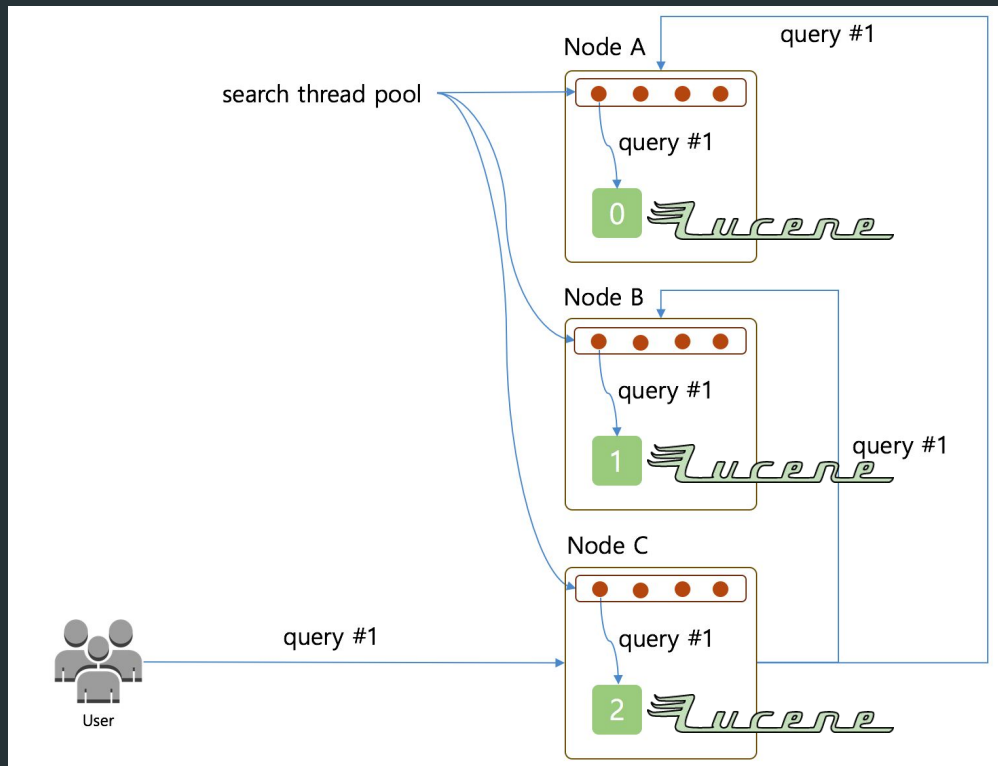 query #1
Node A
search thread pool
query #1
0
Lucene
Node B
query #1
query #1
1
Lucene
Node C
query #1
query #1
2
Lucene
User